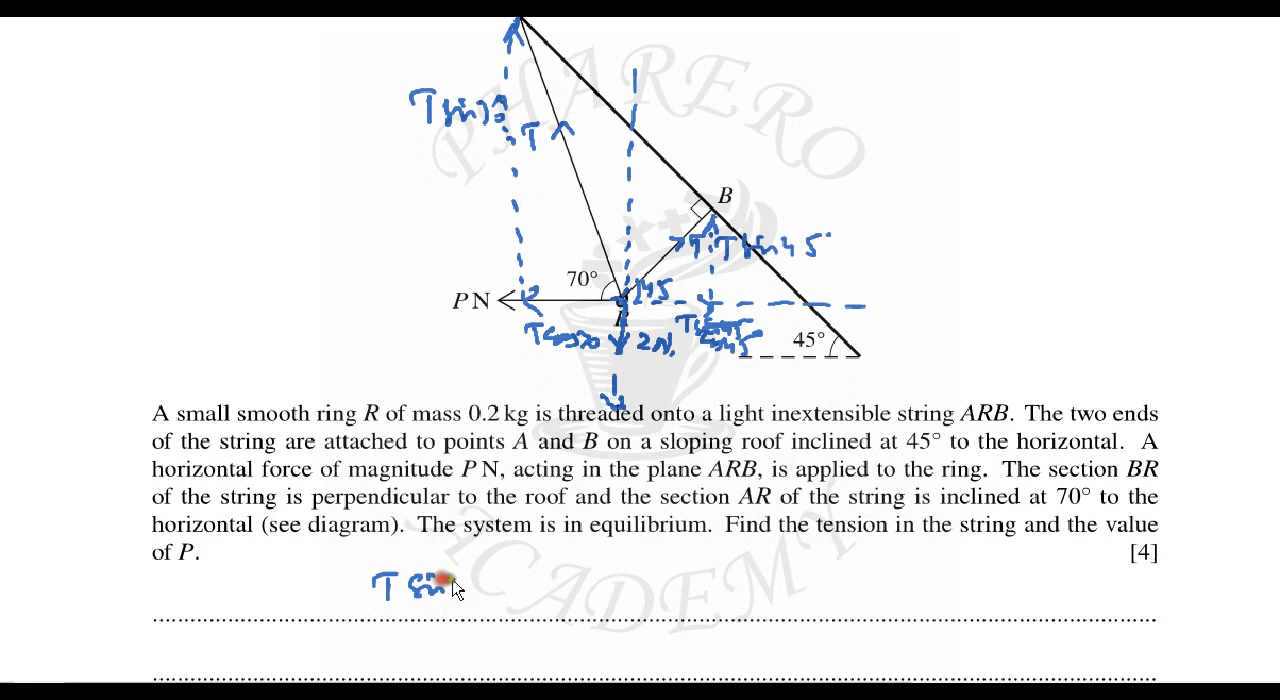 PHARERO
T sin 70
T
B
T
T sin 45°
70°
45
P N
R
T cos 70
2N.
T
cos 45
45°
A small smooth ring R of mass 0.2 kg is threaded onto a light inextensible string ARB. The two ends
of the string are attached to points A and B on a sloping roof inclined at 45° to the horizontal. A
horizontal force of magnitude P N, acting in the plane ARB, is applied to the ring. The section BR
of the string is perpendicular to the roof and the section AR of the string is inclined at 70° to the
horizontal (see diagram). The system is in equilibrium. Find the tension in the string and the value
of P. [4]
T sin
ACADEMY